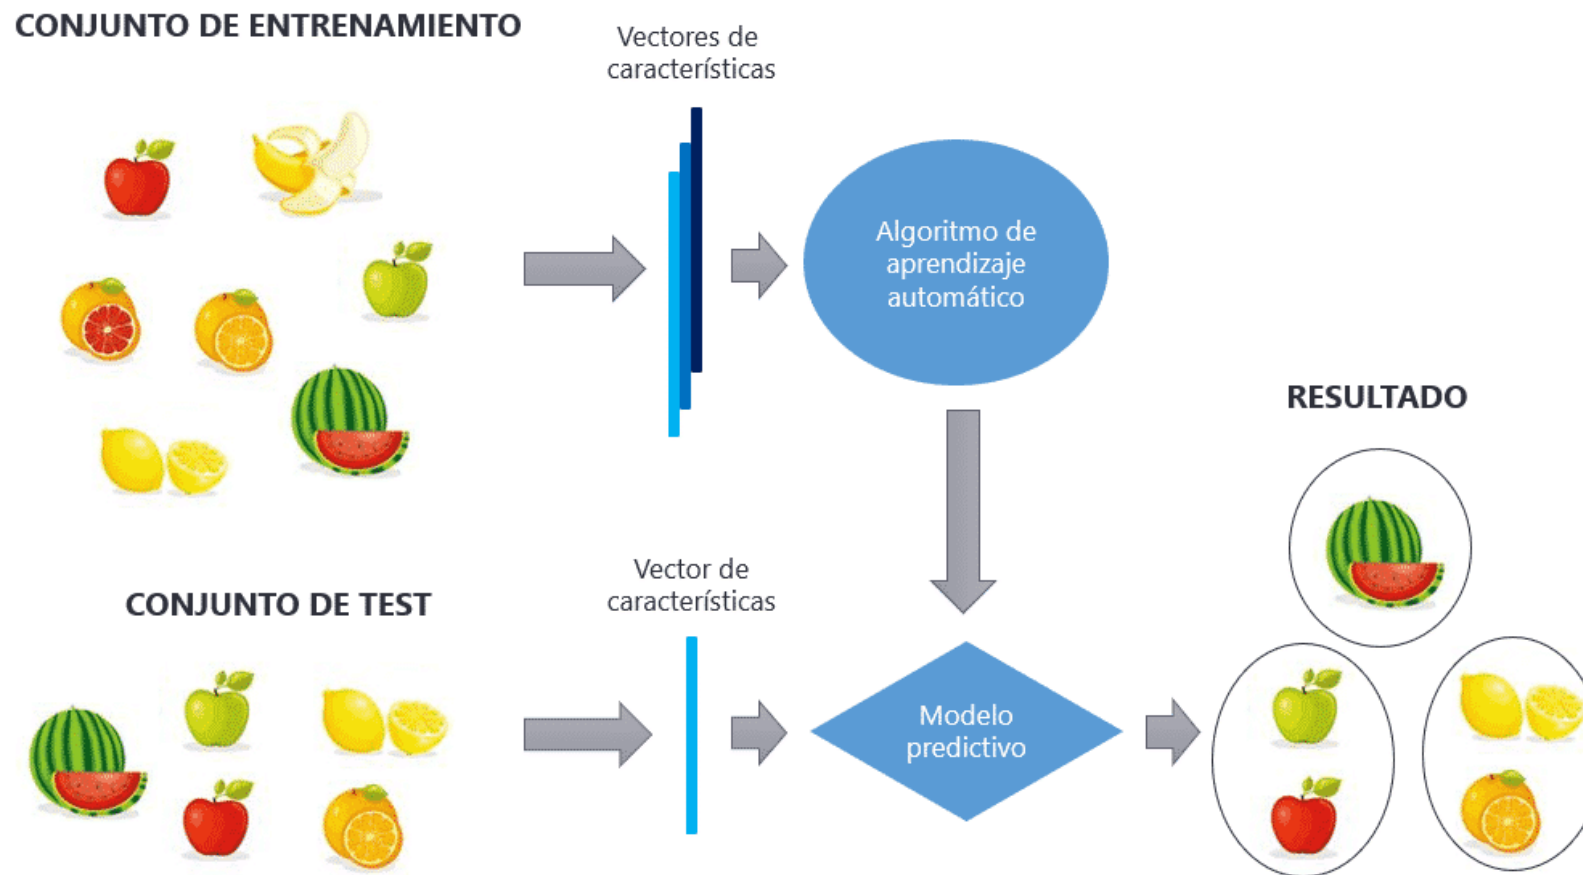 CONJUNTO DE ENTRENAMIENTO
Vectores de
características
Algoritmo de
aprendizaje
automático
RESULTADO
CONJUNTO DE TEST
Vector de
características
Modelo
predictivo